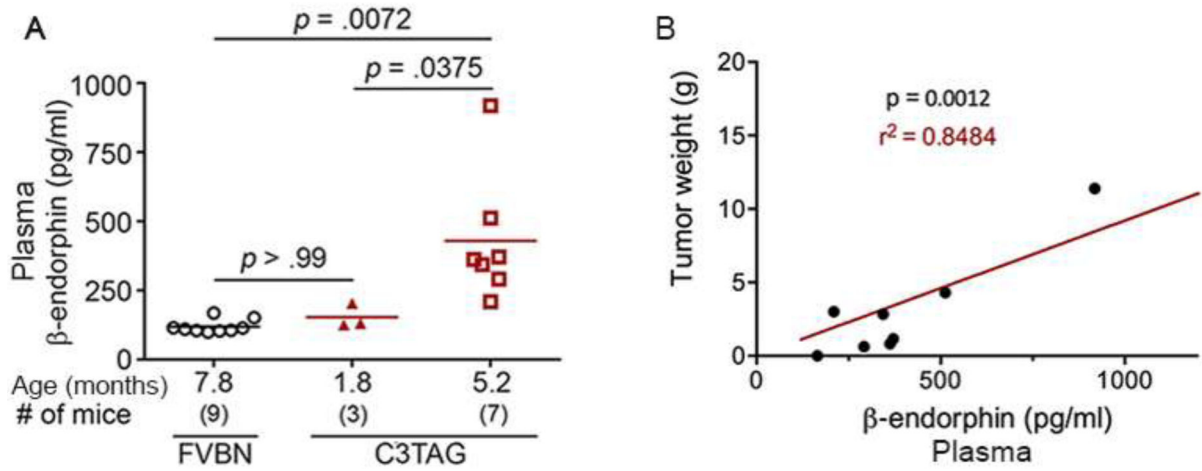 A
p = .0072
p = .0375
p > .99
Plasma
β-endorphin (pg/ml)
1000
750
500
250
0
Age (months) 7.8 1.8 5.2
# of mice (9) (3) (7)
FVBN C3TAG
B
p = 0.0012
r² = 0.8484
Tumor weight (g)
20
15
10
5
0
0 500 1000
β-endorphin (pg/ml)
Plasma